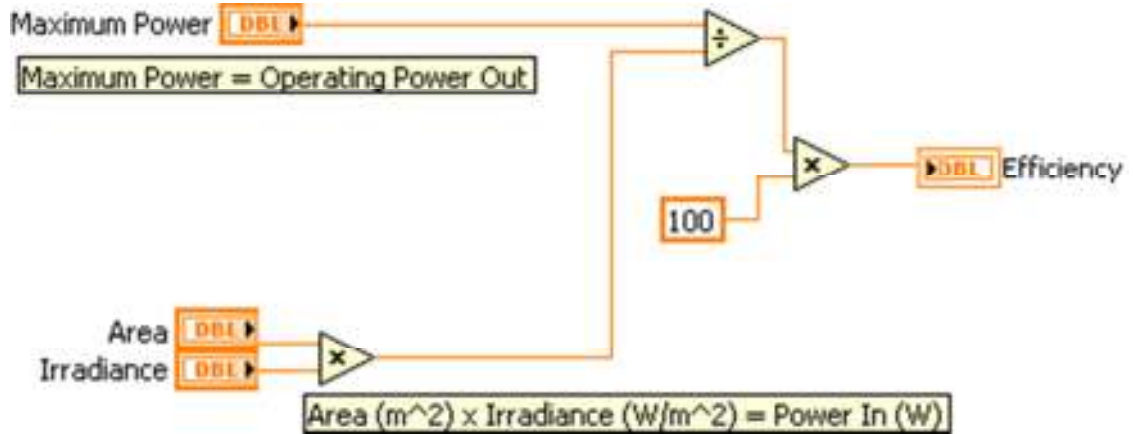 Maximum Power DBL
÷
Maximum Power = Operating Power Out
× DBL Efficiency
100
Area DBL
Irradiance DBL
×
Area (m^2) x Irradiance (W/m^2) = Power In (W)